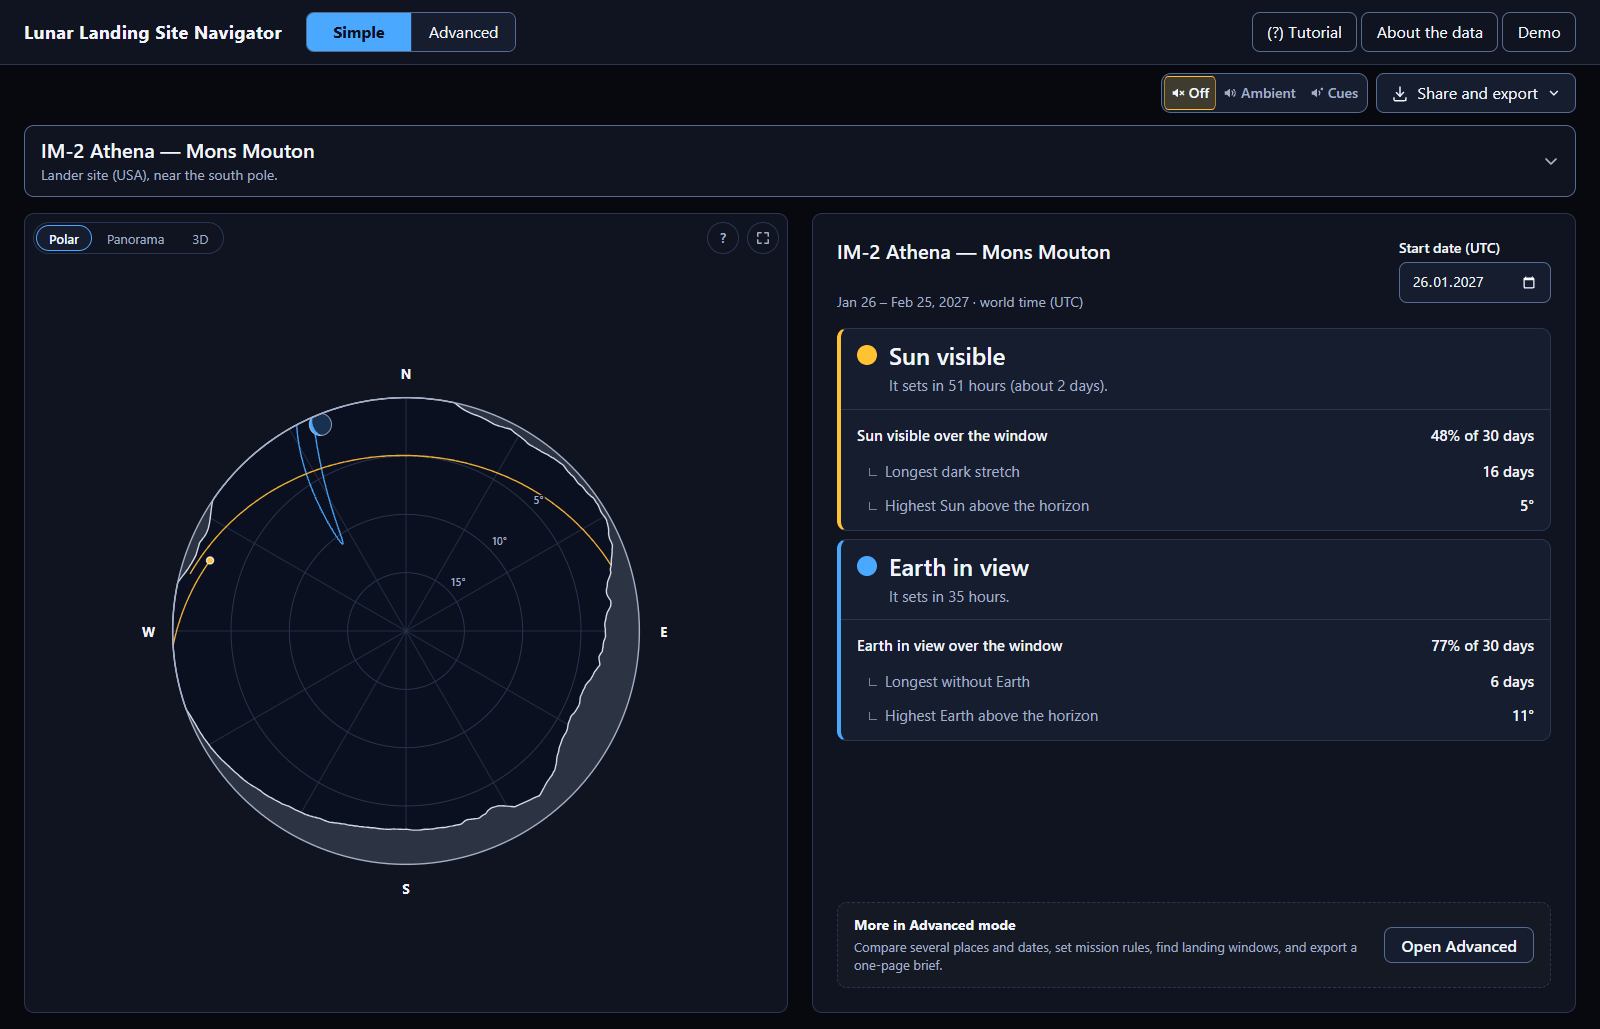 Lunar Landing Site Navigator
Simple
Advanced
(?) Tutorial
About the data
Demo
Off
Ambient
Cues
Share and export
IM-2 Athena — Mons Mouton
Lander site (USA), near the south pole.
Polar
Panorama
3D
?
N
5°
10°
15°
W
E
S
IM-2 Athena — Mons Mouton
Start date (UTC)
26.01.2027
Jan 26 – Feb 25, 2027 · world time (UTC)
Sun visible
It sets in 51 hours (about 2 days).
Sun visible over the window
48% of 30 days
Longest dark stretch
16 days
Highest Sun above the horizon
5°
Earth in view
It sets in 35 hours.
Earth in view over the window
77% of 30 days
Longest without Earth
6 days
Highest Earth above the horizon
11°
More in Advanced mode
Compare several places and dates, set mission rules, find landing windows, and export a
one-page brief.
Open Advanced